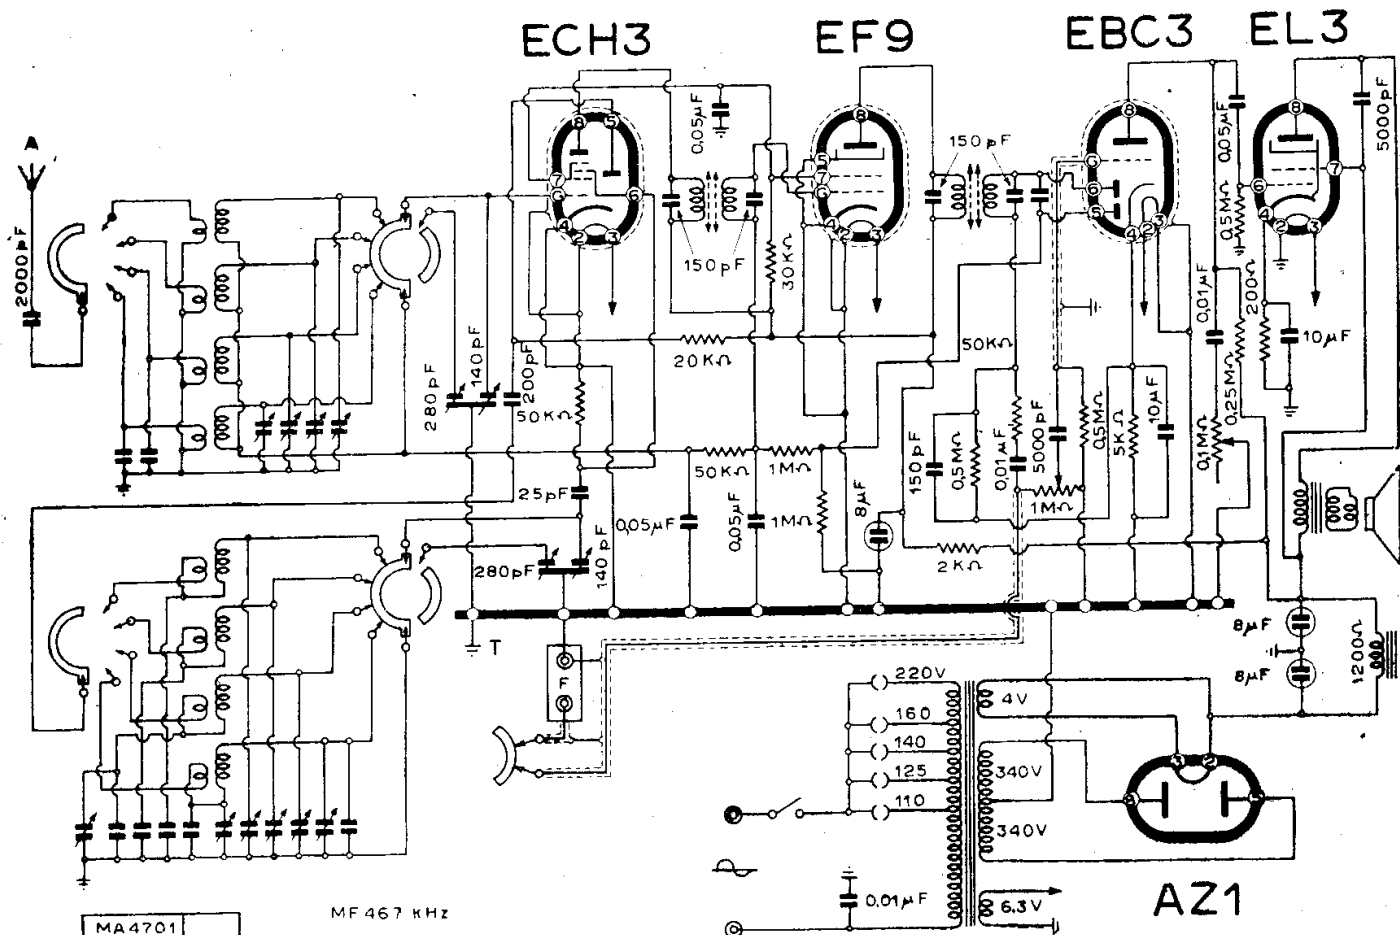 ECH3
EF9
EBC3
EL3
A
2000pF
0,05µF
150pF
30KΩ
20KΩ
150pF
50KΩ
0,05µF
0,5MΩ
5000pF
0,01µF
200Ω
10µF
0,25MΩ
0,1MΩ
280pF
140pF
200pF
50KΩ
25pF
140pF
280pF
0,05µF
50KΩ
0,05µF
1MΩ
1MΩ
8µF
150pF
0,5MΩ
0,01µF
5000pF
1MΩ
0,5MΩ
5KΩ
10µF
2KΩ
T
F
8µF
8µF
1200Ω
220V
160
140
125
110
4V
340V
340V
6.3V
0.01µF
AZ1
MF 467 KHz
MA4701